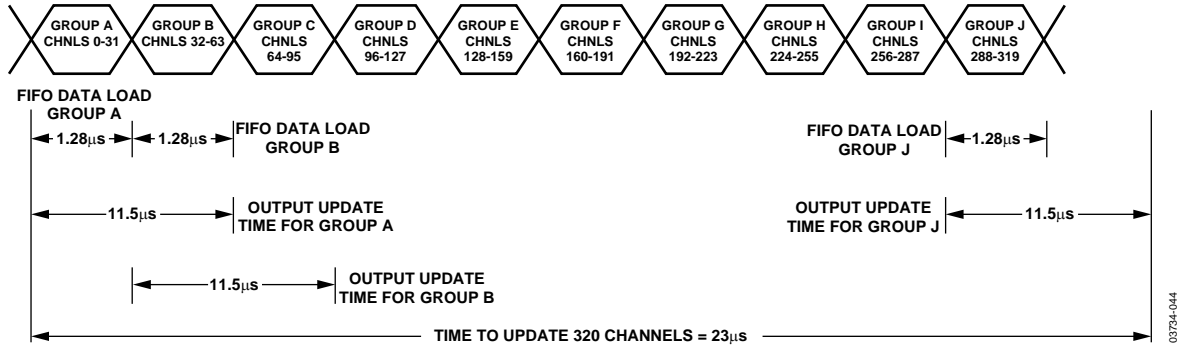 GROUP A
CHNLS 0-31
GROUP B
CHNLS 32-63
GROUP C
CHNLS
64-95
GROUP D
CHNLS
96-127
GROUP E
CHNLS
128-159
GROUP F
CHNLS
160-191
GROUP G
CHNLS
192-223
GROUP H
CHNLS
224-255
GROUP I
CHNLS
256-287
GROUP J
CHNLS
288-319
FIFO DATA LOAD
GROUP A
1.28µs
1.28µs
FIFO DATA LOAD
GROUP B
FIFO DATA LOAD
GROUP J
1.28µs
11.5µs
OUTPUT UPDATE
TIME FOR GROUP A
OUTPUT UPDATE
TIME FOR GROUP J
11.5µs
11.5µs
OUTPUT UPDATE
TIME FOR GROUP B
TIME TO UPDATE 320 CHANNELS = 23µs
03734-044